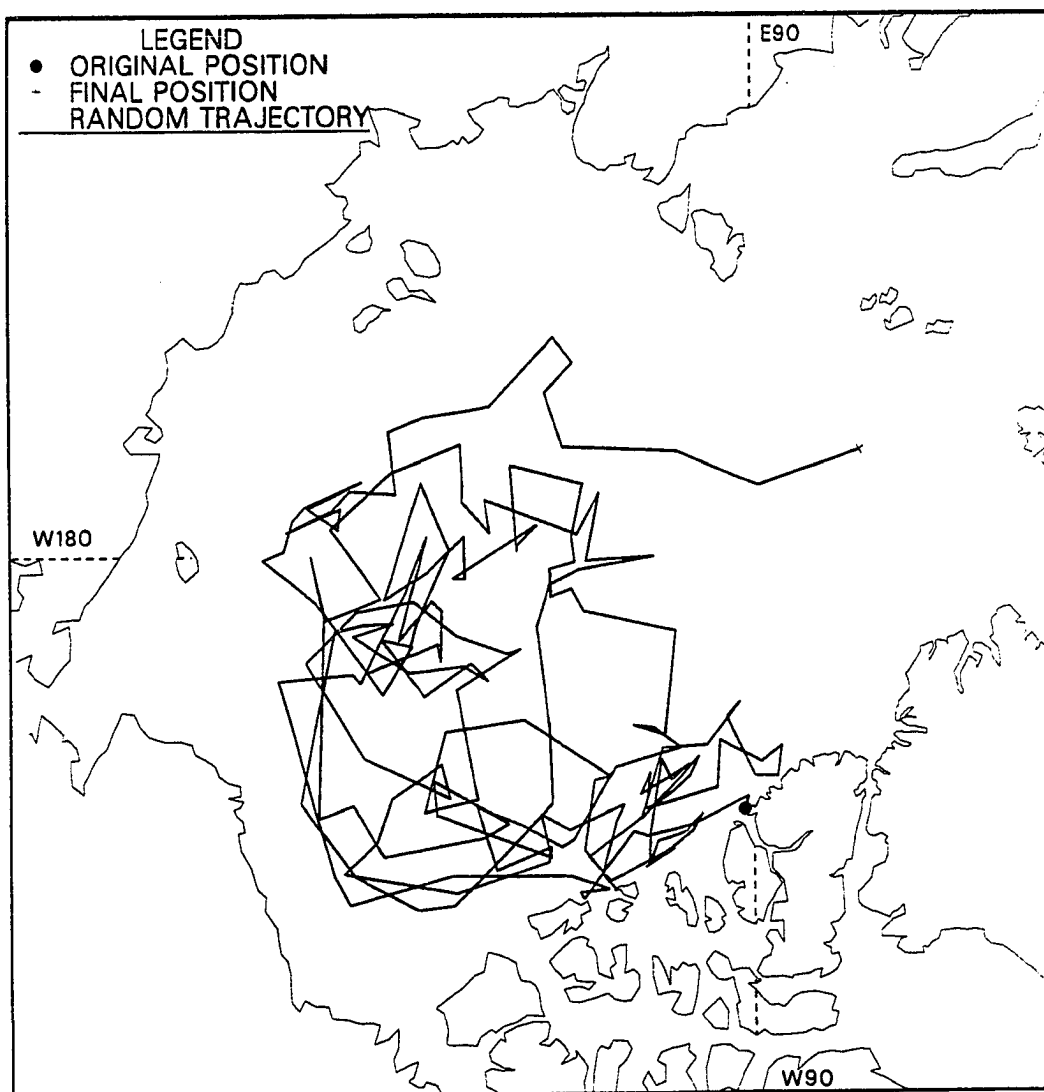 LEGEND
● ORIGINAL POSITION
- FINAL POSITION
RANDOM TRAJECTORY
E90
W180
W90